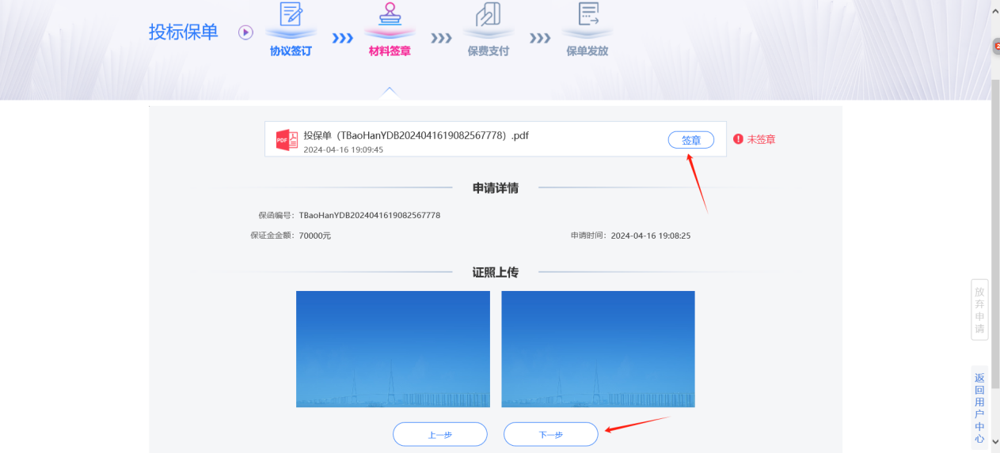 投标保单
协议签订
材料签章
保费支付
保单发放
PDF
投保单（TBaoHanYDB2024041619082567778）.pdf
2024-04-16 19:09:45
签章
未签章
申请详情
保函编号：TBaoHanYDB2024041619082567778
保证金金额：70000元
申请时间：2024-04-16 19:08:25
证照上传
上一步
下一步
放弃申请
返回用户中心